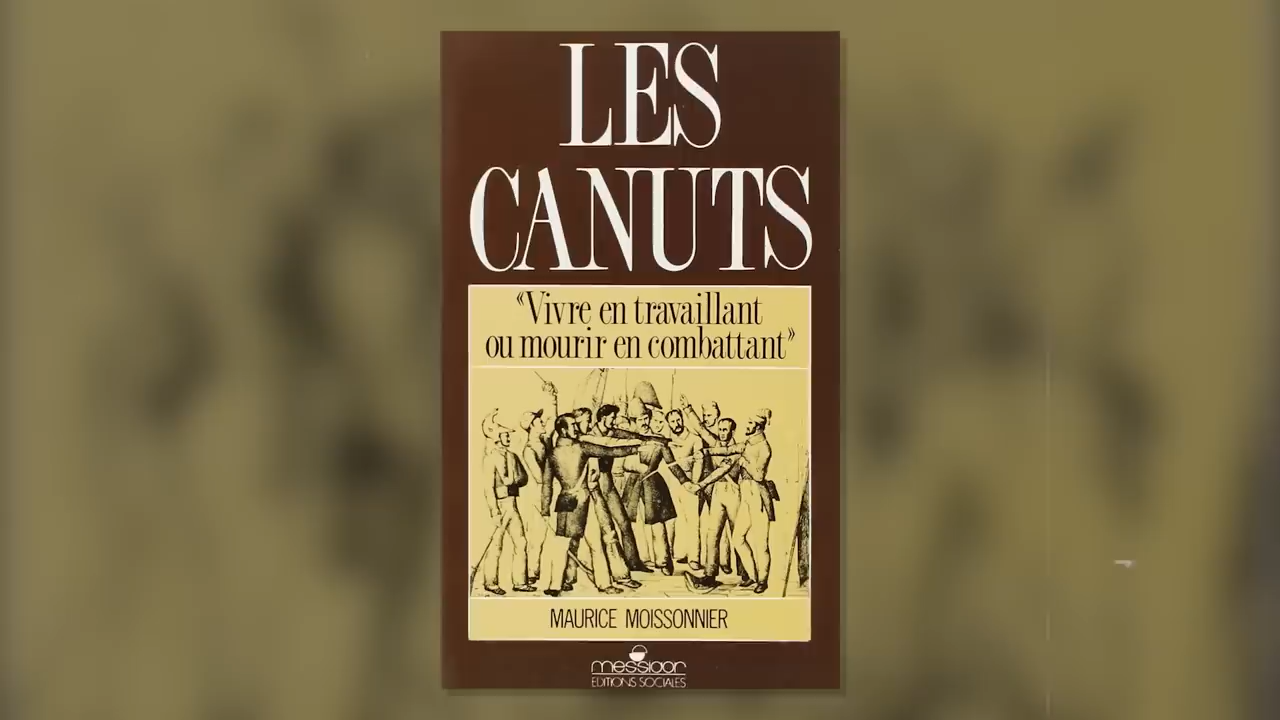 LES
CANUTS
«Vivre en travaillant
ou mourir en combattant»
MAURICE MOISSONNIER
messidor
EDITIONS SOCIALES